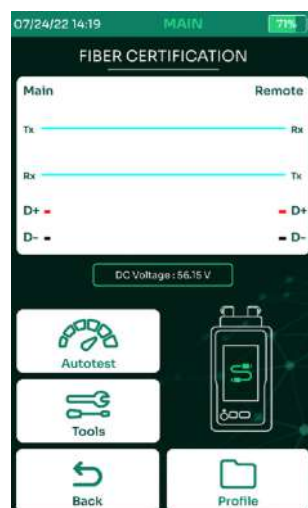 07/24/22 14:19 MAIN 71%
FIBER CERTIFICATION
Main Remote
Tx Rx
Rx Tx
D+ D+
D- D-
DC Voltage : 56.15 V
Autotest
Tools
Back Profile